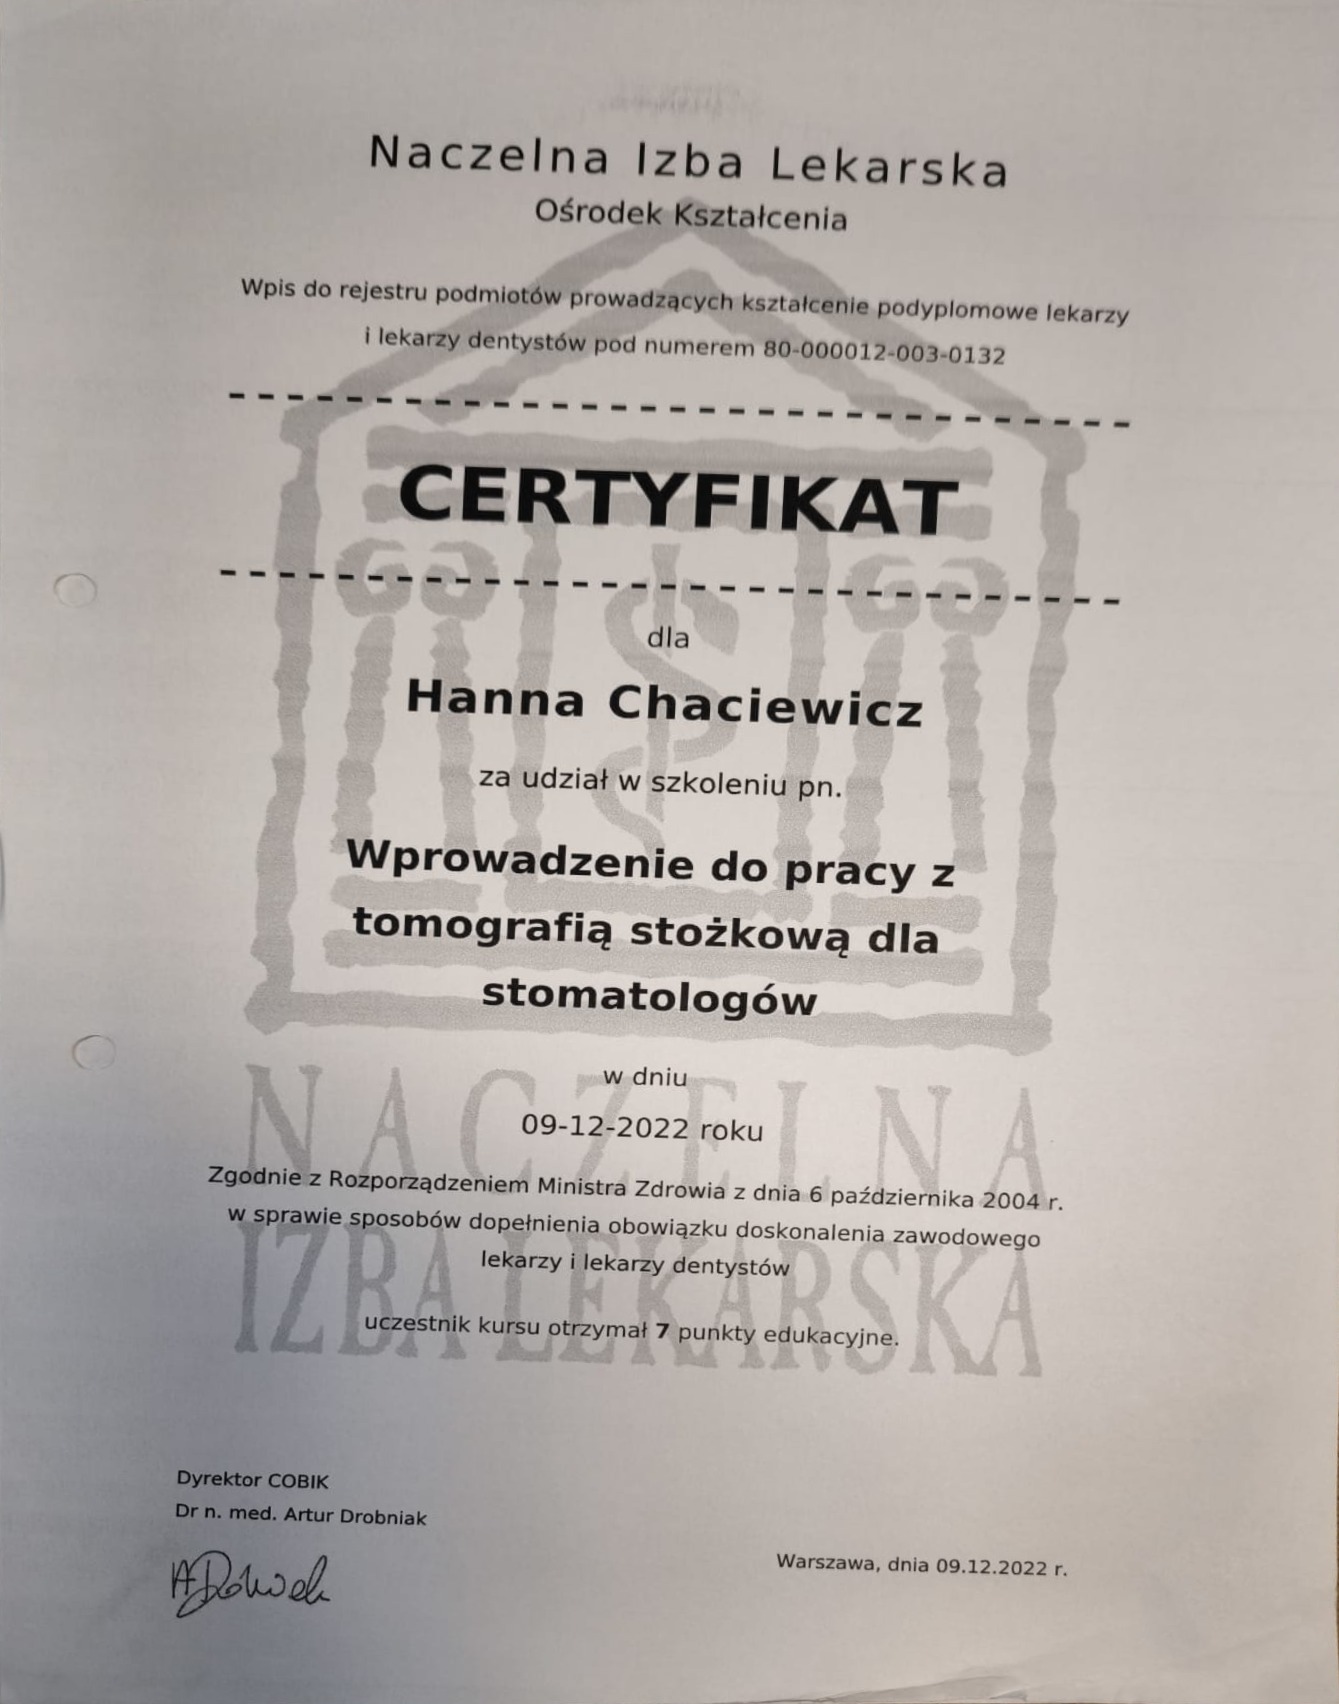 Naczelna Izba Lekarska
Ośrodek Kształcenia
Wpis do rejestru podmiotów prowadzących kształcenie podyplomowe lekarzy
i lekarzy dentystów pod numerem 80-000012-003-0132
CERTYFIKAT
dla
Hanna Chaciewicz
za udział w szkoleniu pn.
Wprowadzenie do pracy z
tomografią stożkową dla
stomatologów
w dniu
09-12-2022 roku
NACZELNA
Zgodnie z Rozporządzeniem Ministra Zdrowia z dnia 6 października 2004 r.
w sprawie sposobów dopełnienia obowiązku doskonalenia zawodowego
lekarzy i lekarzy dentystów
IZBA LEKARSKA
uczestnik kursu otrzymał 7 punkty edukacyjne.
Dyrektor COBIK
Dr n. med. Artur Drobniak
Warszawa, dnia 09.12.2022 r.